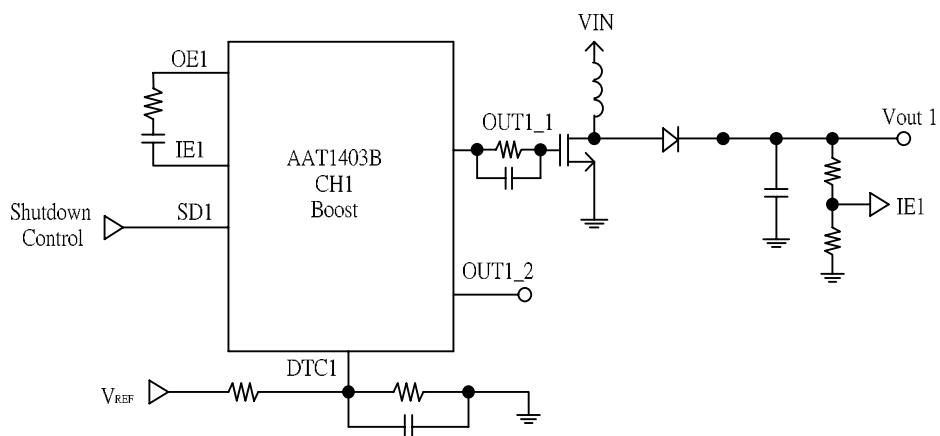 VIN
OE1
Vout 1
OUT1_1
IE1
AAT1403B
CH1
Boost
IE1
Shutdown
Control
SD1
OUT1_2
DTC1
VREF